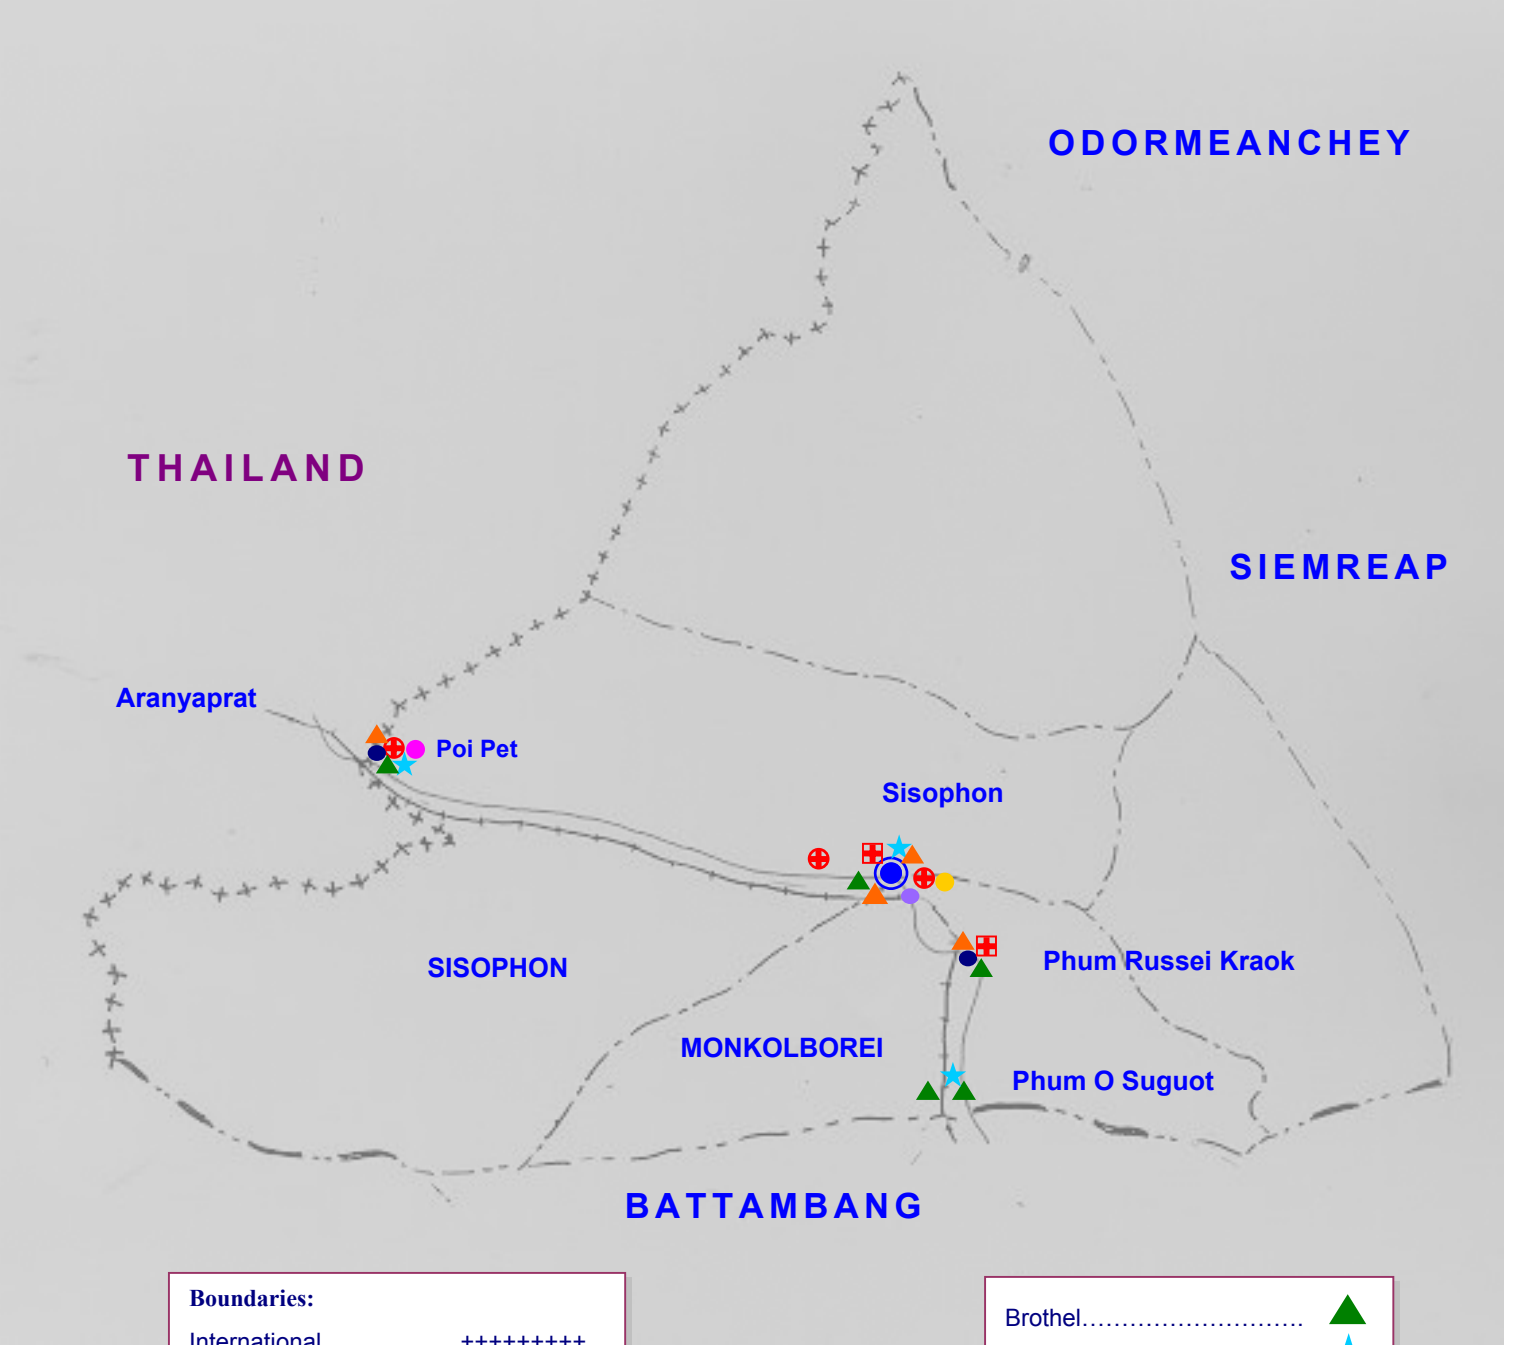 ODORMEANCHEY
THAILAND
SIEMREAP
Aranyaprat
Poi Pet
Sisophon
SISOPHON
Phum Russei Kraok
MONKOLBOREI
Phum O Suguot
BATTAMBANG
Boundaries:
International +++++++++
Brothel……………………….